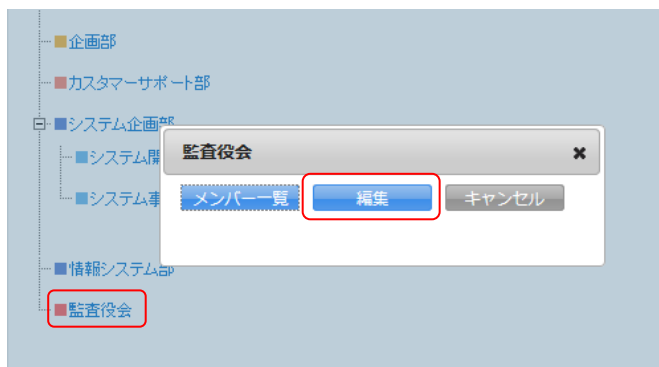 企画部
カスタマーサポート部
システム企画部
システム開
システム事
情報システム部
監査役会
監査役会
メンバー一覧 編集 キャンセル